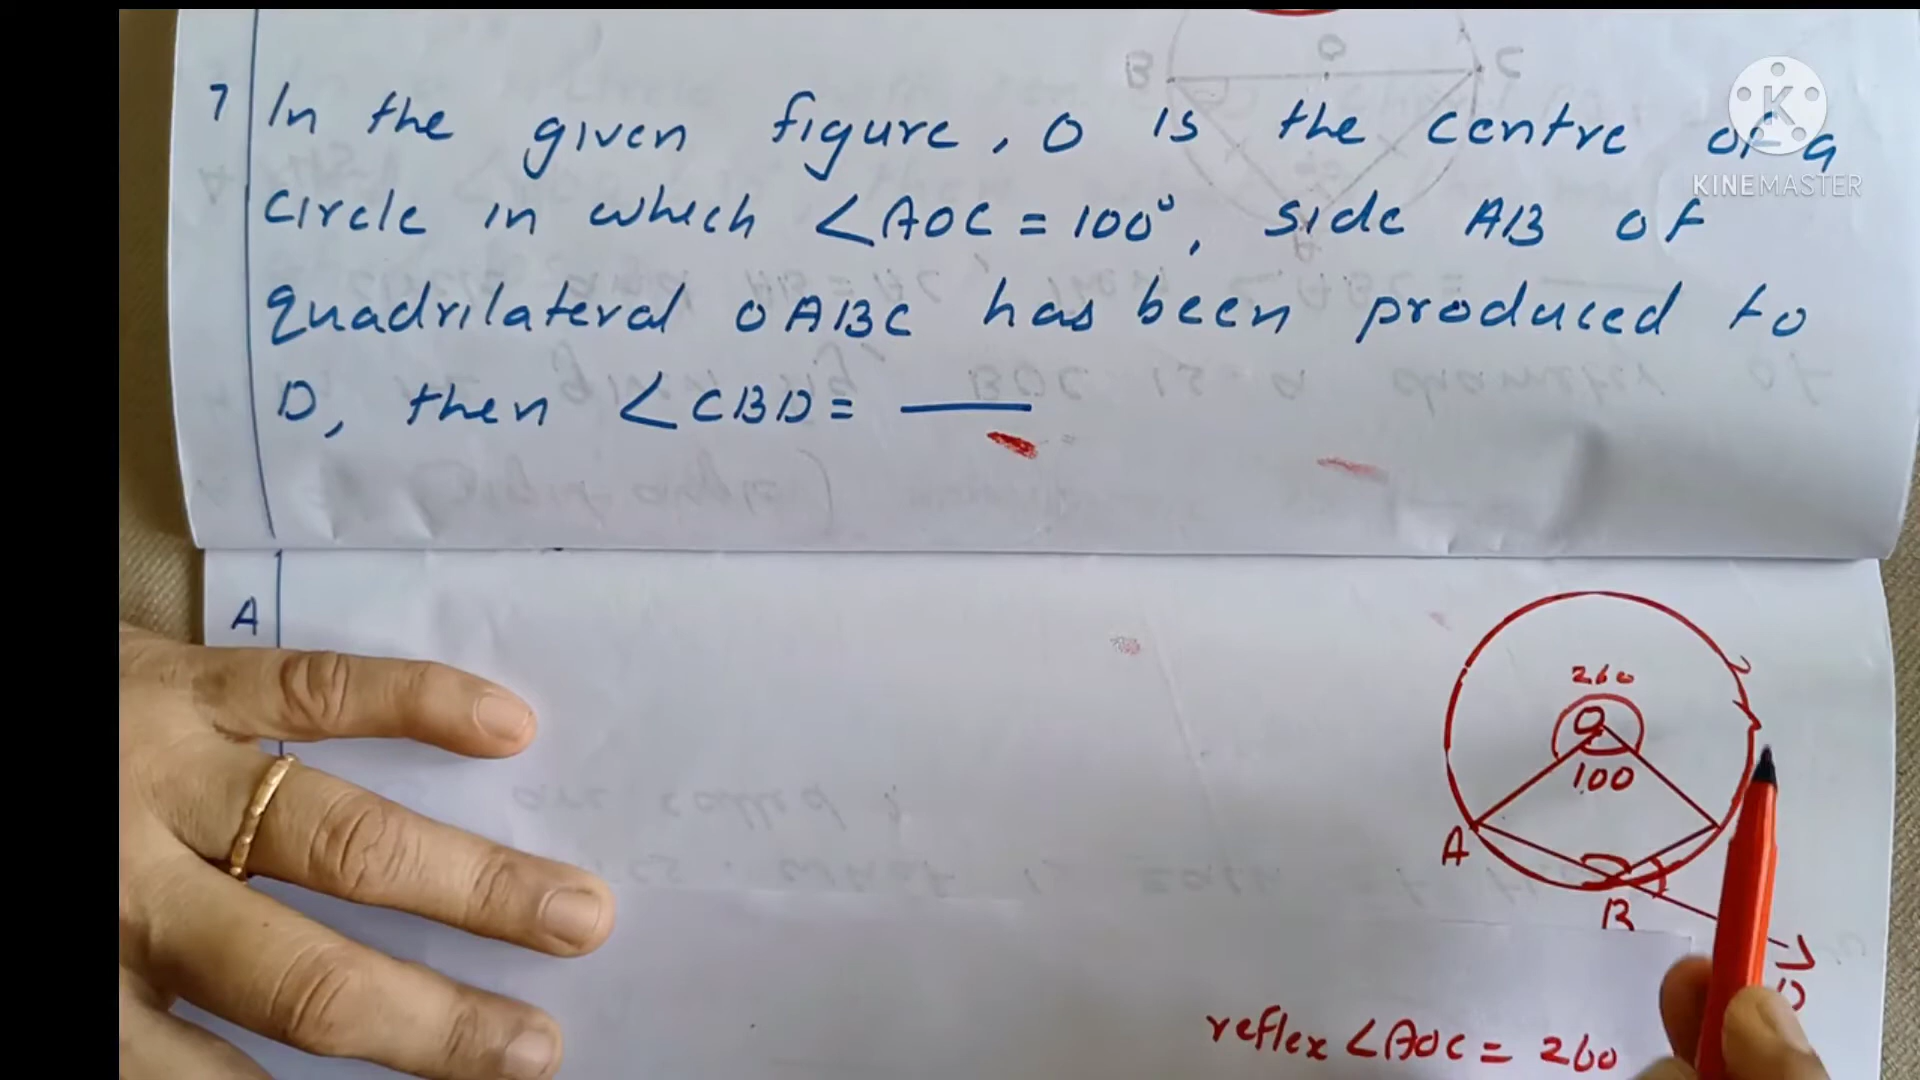 7 In the given figure, O is the centre of a
circle in which ∠AOC = 100°, side AB of
quadrilateral OABC has been produced to
D, then ∠CBD = ___
K
KINEMASTER
A
260
O
100
A
B
D
reflex ∠AOC = 260